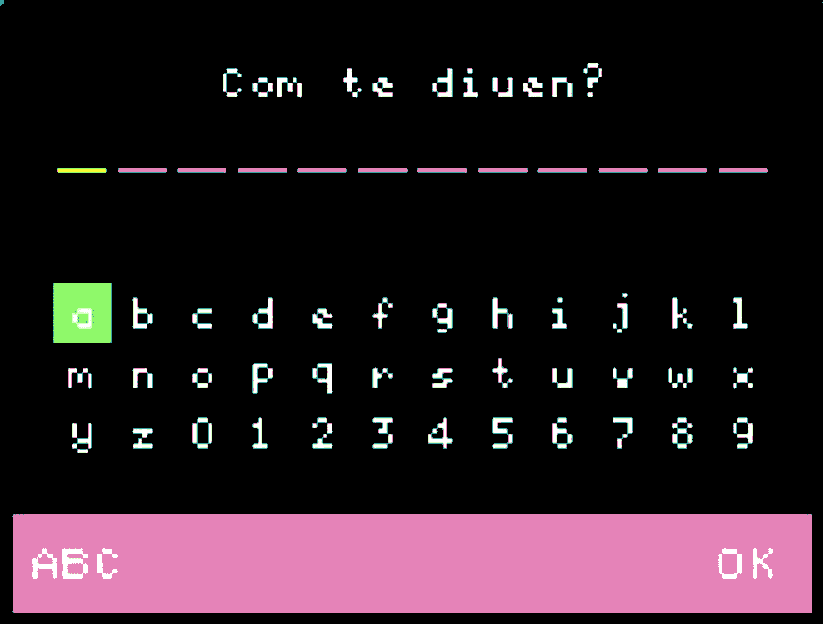 Com te diuen?
a b c d e f g h i j k l
m n o p q r s t u v w x
y z 0 1 2 3 4 5 6 7 8 9
ABC OK